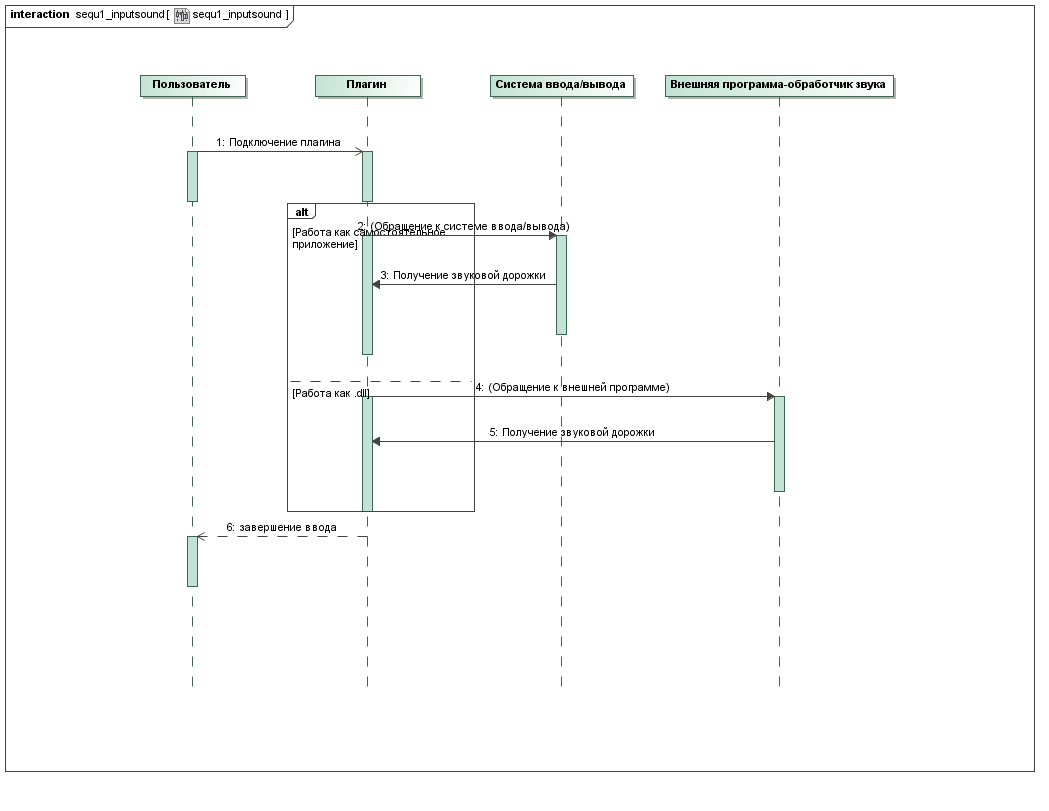 interaction sequ1_inputsound [ sequ1_inputsound ]
Пользователь
Плагин
Система ввода/вывода
Внешняя программа-обработчик звука
1: Подключение плагина
alt
2: (Обращение к системе ввода/вывода)
[Работа как самостоятельное
приложение]
3: Получение звуковой дорожки
4: (Обращение к внешней программе)
[Работа как .dll]
5: Получение звуковой дорожки
6: завершение ввода